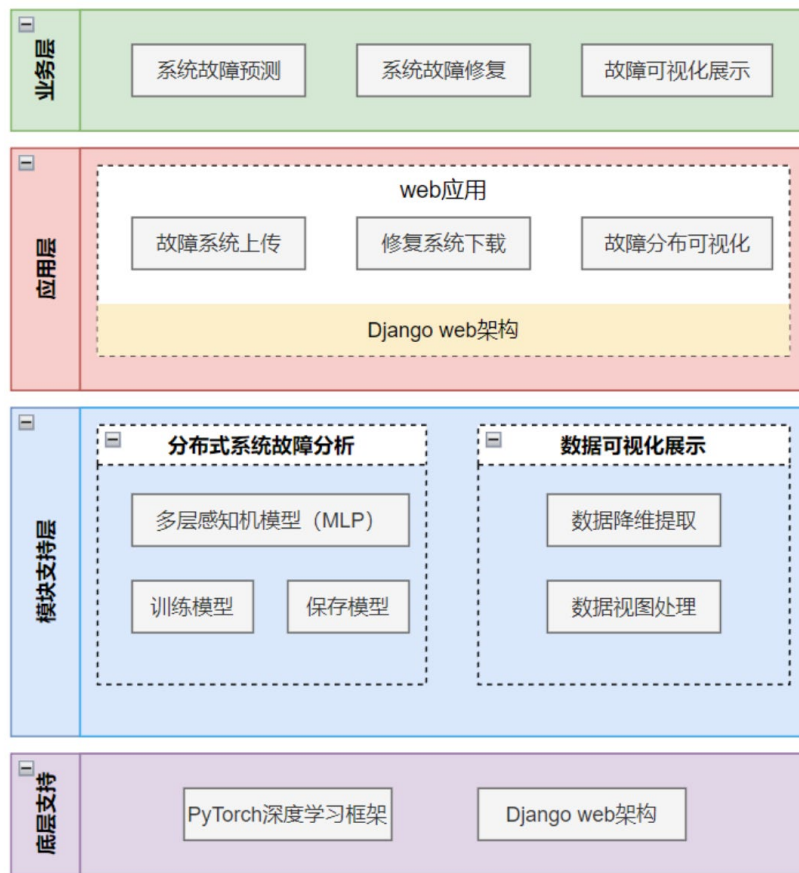 业务层
系统故障预测
系统故障修复
故障可视化展示
应用层
web应用
故障系统上传
修复系统下载
故障分布可视化
Django web架构
模块支持层
分布式系统故障分析
多层感知机模型（MLP）
训练模型
保存模型
数据可视化展示
数据降维提取
数据视图处理
底层支持
PyTorch深度学习框架
Django web架构